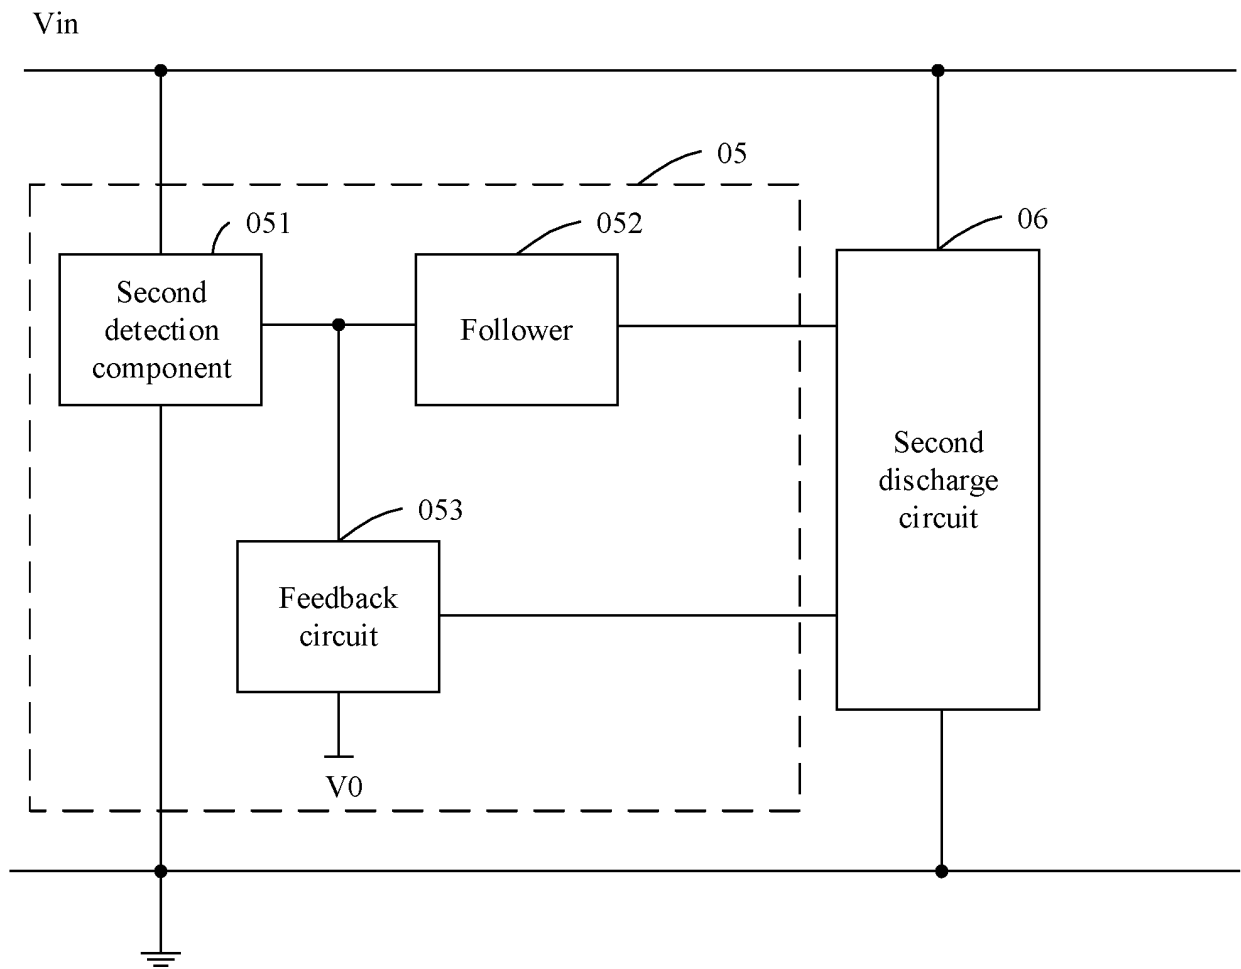 Vin
05
051
052
06
Second
detection
component
Follower
Second
discharge
circuit
053
Feedback
circuit
V0